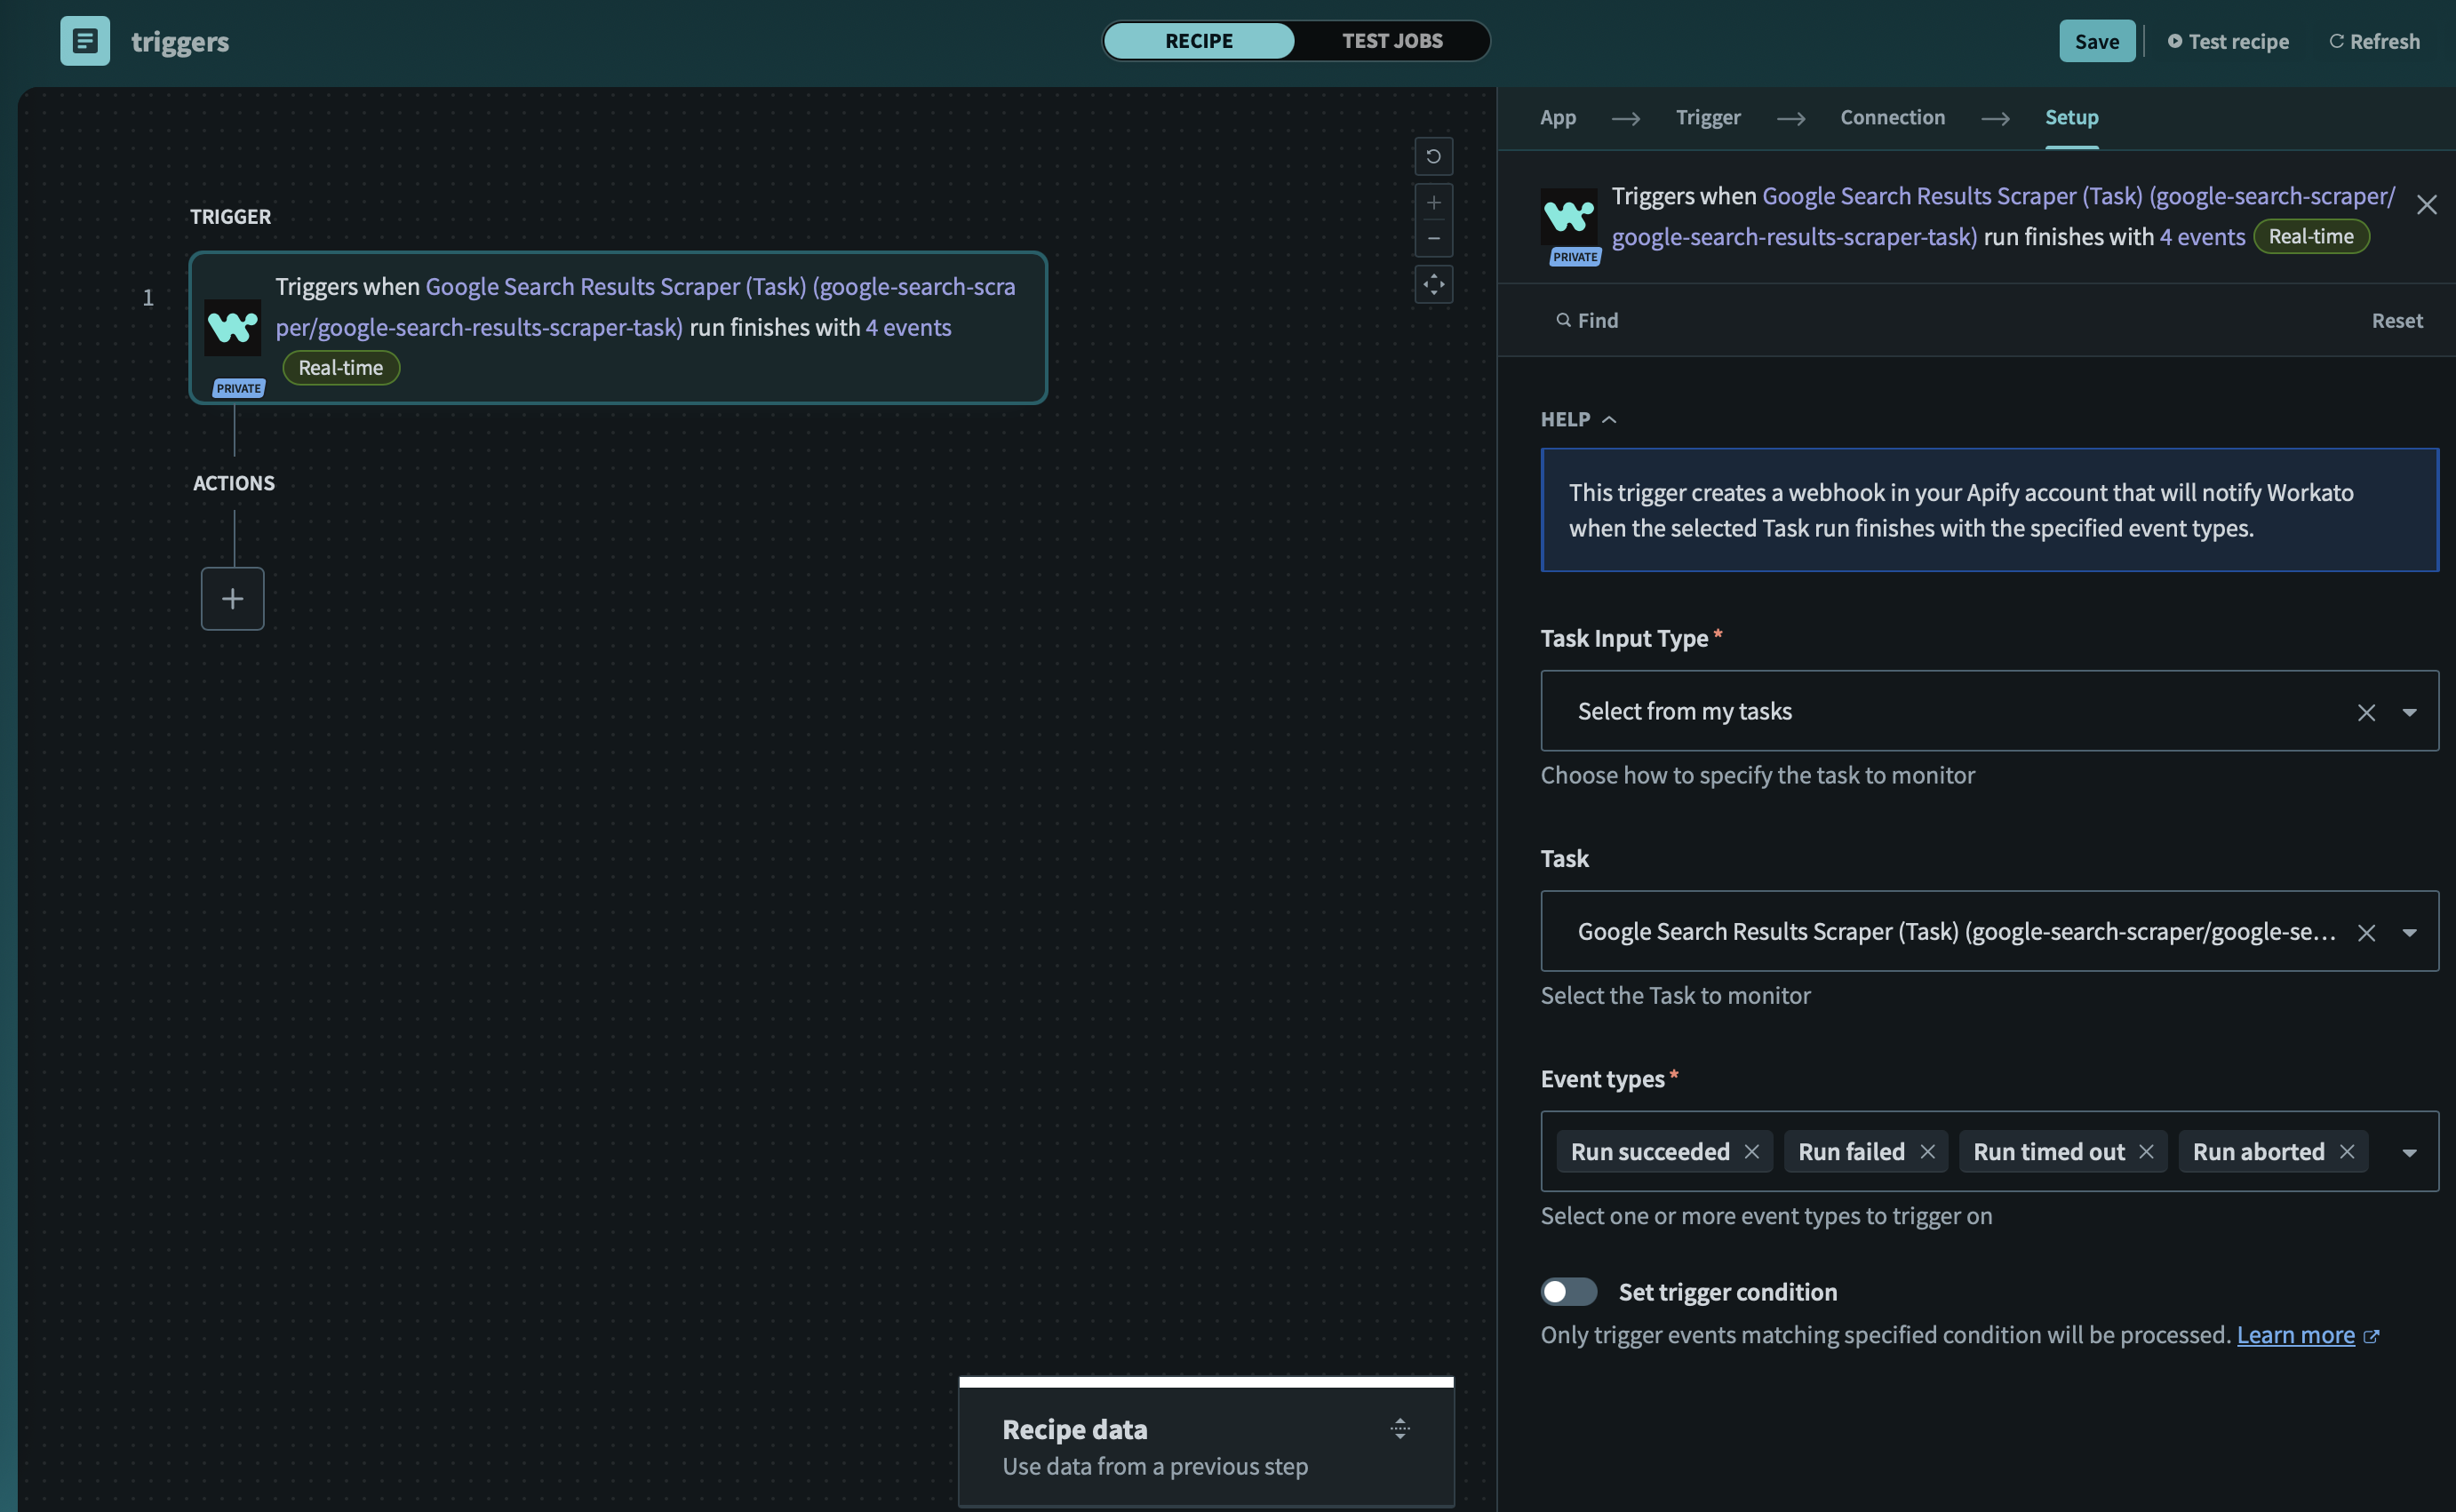 triggers
RECIPE
TEST JOBS
Save
Test recipe
Refresh
TRIGGER
1
Triggers when Google Search Results Scraper (Task) (google-search-scra
per/google-search-results-scraper-task) run finishes with 4 events
Real-time
PRIVATE
ACTIONS
Recipe data
Use data from a previous step
App
Trigger
Connection
Setup
Triggers when Google Search Results Scraper (Task) (google-search-scraper/
google-search-results-scraper-task) run finishes with 4 events Real-time
PRIVATE
Find
Reset
HELP
This trigger creates a webhook in your Apify account that will notify Workato
when the selected Task run finishes with the specified event types.
Task Input Type *
Select from my tasks
Choose how to specify the task to monitor
Task
Google Search Results Scraper (Task) (google-search-scraper/google-se...
Select the Task to monitor
Event types *
Run succeeded
Run failed
Run timed out
Run aborted
Select one or more event types to trigger on
Set trigger condition
Only trigger events matching specified condition will be processed. Learn more